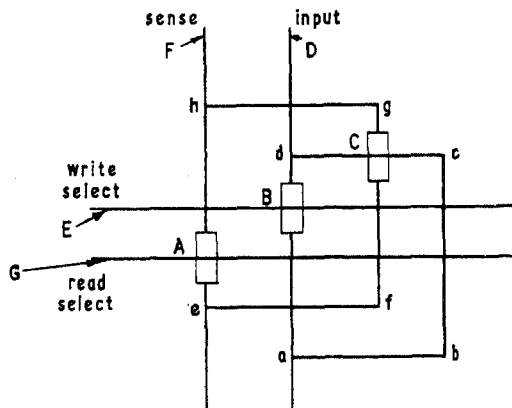 sense input
F D
h g
d C c
write
select
B
E
A
G
read
select
e f
a b